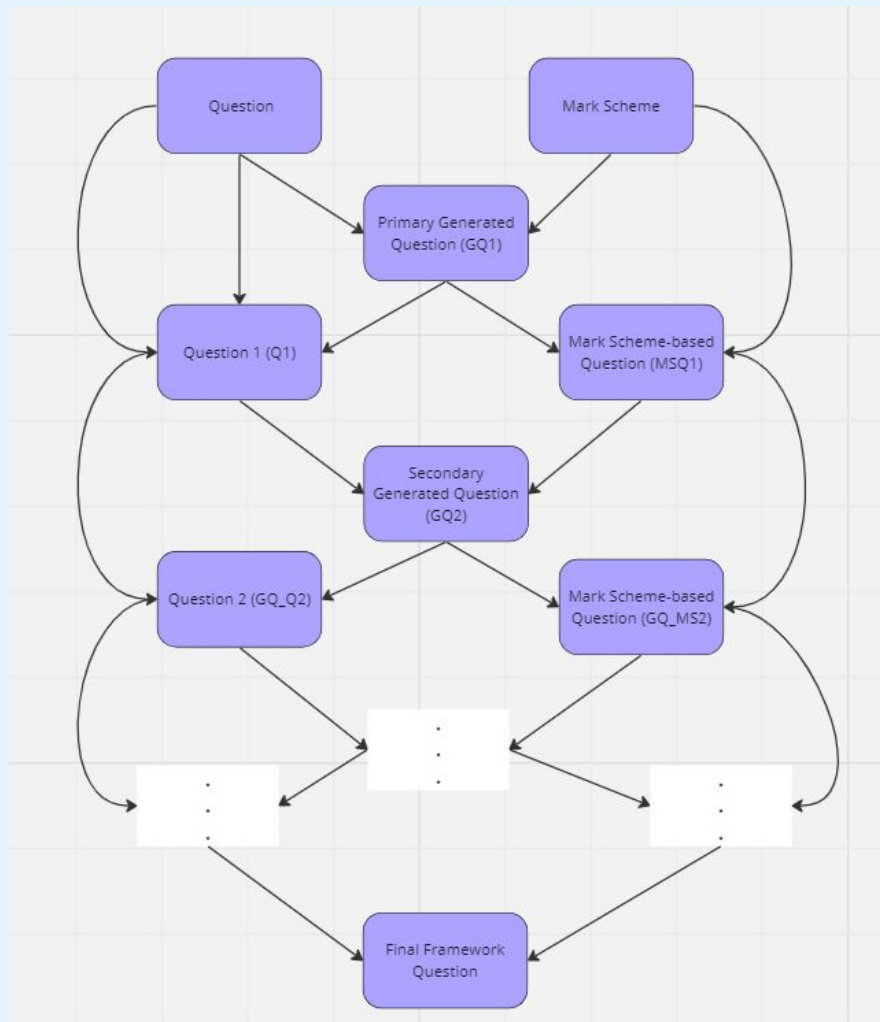 Question
Mark Scheme
Primary Generated
Question (GQ1)
Question 1 (Q1)
Mark Scheme-based
Question (MSQ1)
Secondary
Generated Question
(GQ2)
Question 2 (GQ_Q2)
Mark Scheme-based
Question (GQ_MS2)
.
.
.
.
.
.
.
.
.
Final Framework
Question